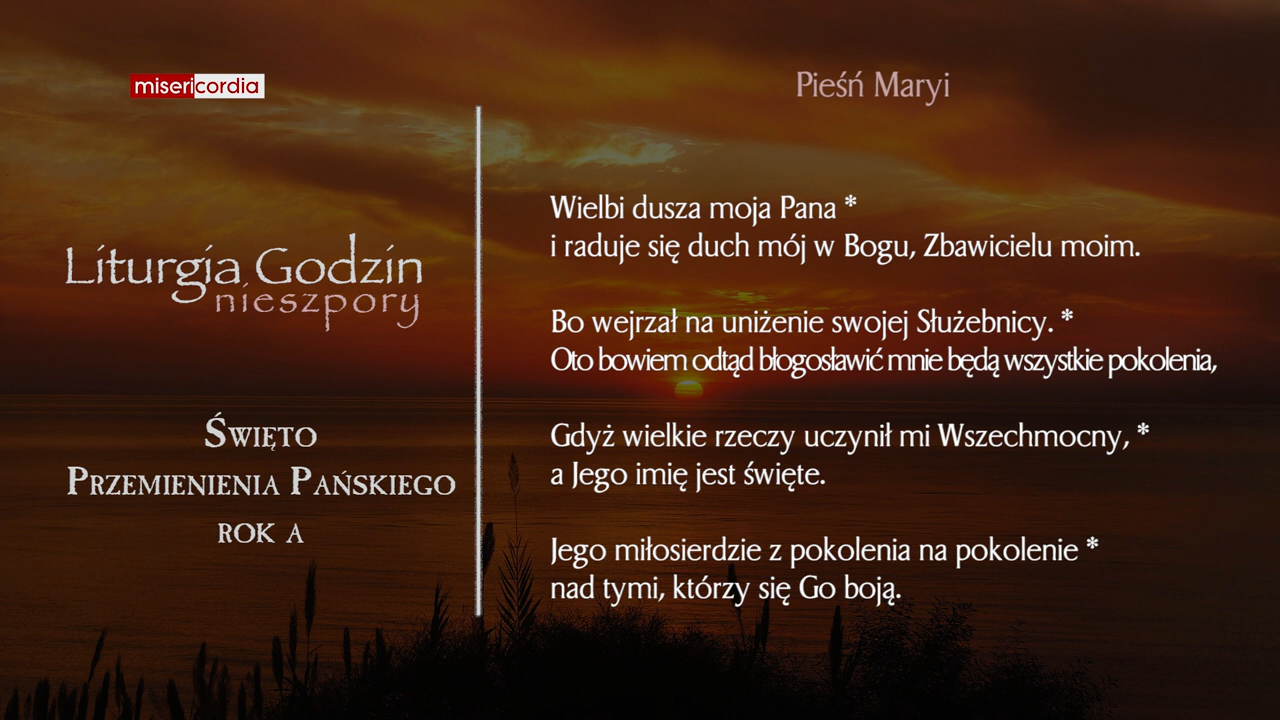 misericordia
Liturgia Godzin
nieszpory
Święto
Przemienienia Pańskiego
rok A
Pieśń Maryi
Wielbi dusza moja Pana *
i raduje się duch mój w Bogu, Zbawicielu moim.
Bo wejrzał na uniżenie swojej Służebnicy. *
Oto bowiem odtąd błogosławić mnie będą wszystkie pokolenia,
Gdyż wielkie rzeczy uczynił mi Wszechmocny, *
a Jego imię jest święte.
Jego miłosierdzie z pokolenia na pokolenie *
nad tymi, którzy się Go boją.